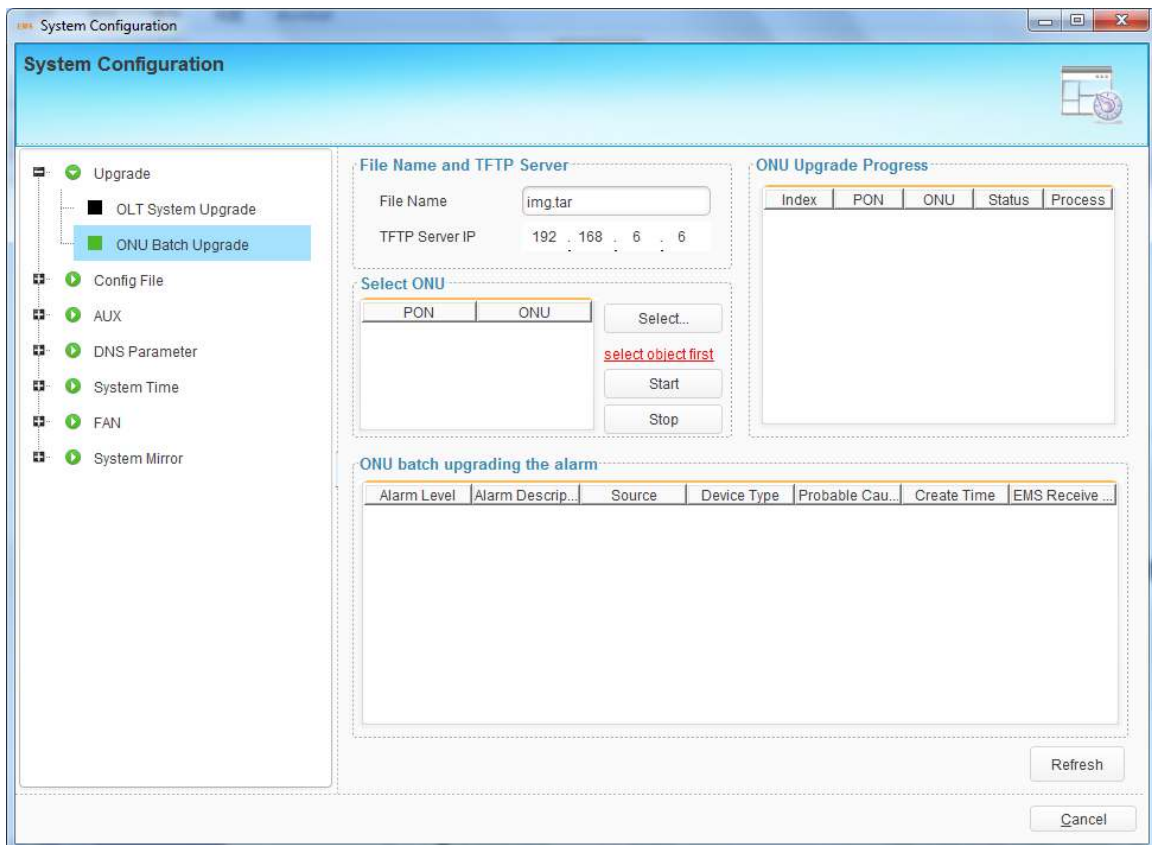 EMS System Configuration
System Configuration
Upgrade
OLT System Upgrade
ONU Batch Upgrade
Config File
AUX
DNS Parameter
System Time
FAN
System Mirror
File Name and TFTP Server
File Name img.tar
TFTP Server IP 192 . 168 . 6 . 6
Select ONU
PON ONU
Select...
select object first
Start
Stop
ONU Upgrade Progress
Index PON ONU Status Process
ONU batch upgrading the alarm
Alarm Level Alarm Descrip... Source Device Type Probable Cau... Create Time EMS Receive ...
Refresh
Cancel